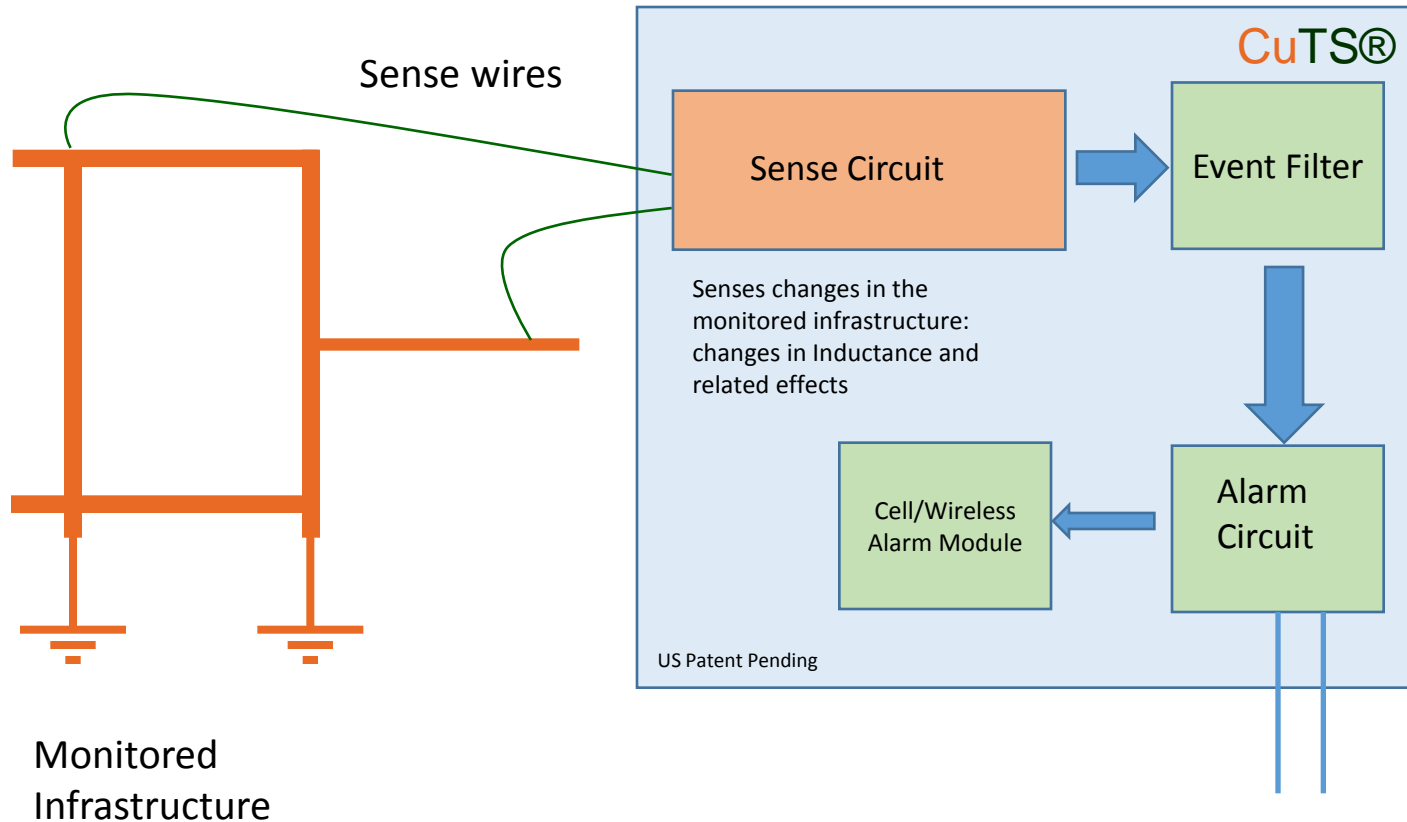 CuTS®
Sense wires
Sense Circuit
Event Filter
Senses changes in the
monitored infrastructure:
changes in Inductance and
related effects
Cell/Wireless
Alarm Module
Alarm
Circuit
US Patent Pending
Monitored
Infrastructure